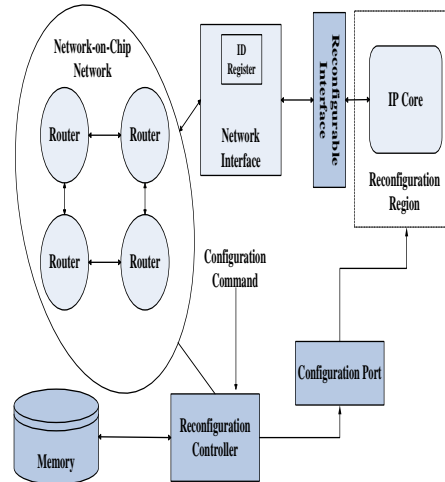 Network-on-Chip
Network
ID
Register
Network
Interface
Reconfigurable
Interface
IP Core
Reconfiguration
Region
Router
Router
Router
Router
Configuration
Command
Configuration Port
Reconfiguration
Controller
Memory